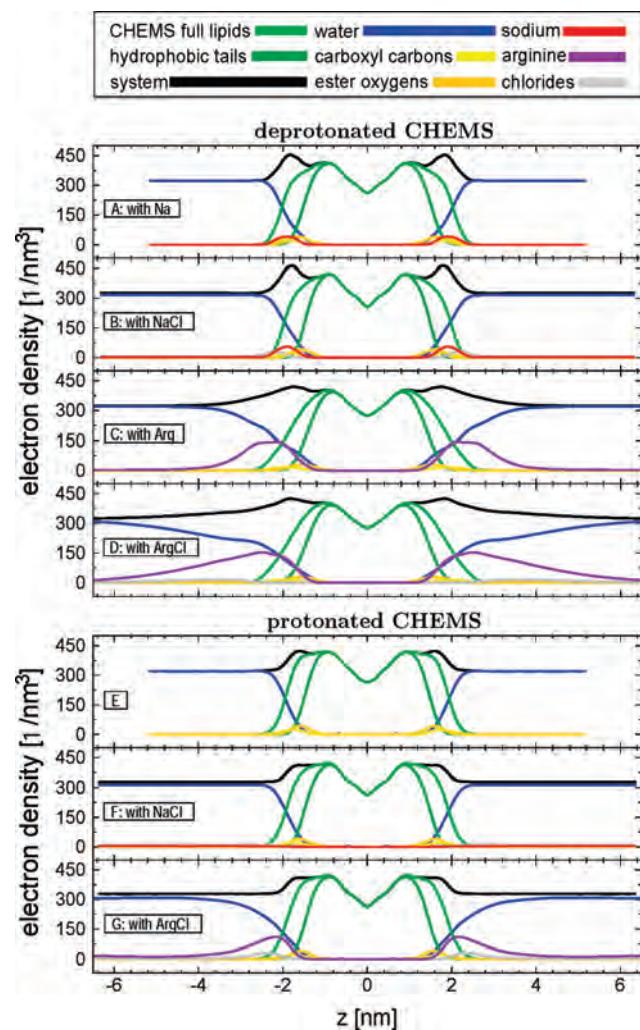 CHEMS full lipids water sodium
hydrophobic tails carboxyl carbons arginine
system ester oxygens chlorides
deprotonated CHEMS
450
300
150
0
A: with Na
450
300
150
0
B: with NaCl
450
300
150
0
C: with Arg
450
300
150
0
D: with ArgCl
electron density [1/nm³]
protonated CHEMS
450
300
150
0
E
450
300
150
0
F: with NaCl
450
300
150
0
G: with ArgCl
electron density [1/nm³]
-6 -4 -2 0 2 4 6
z [nm]